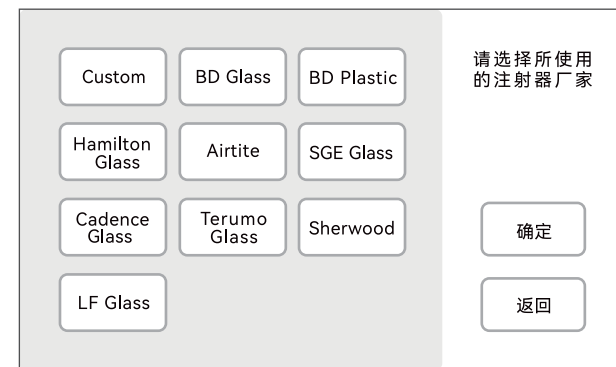 Custom
BD Glass
BD Plastic
Hamilton
Glass
Airtite
SGE Glass
Cadence
Glass
Terumo
Glass
Sherwood
LF Glass
请选择所使用
的注射器厂家
确定
返回